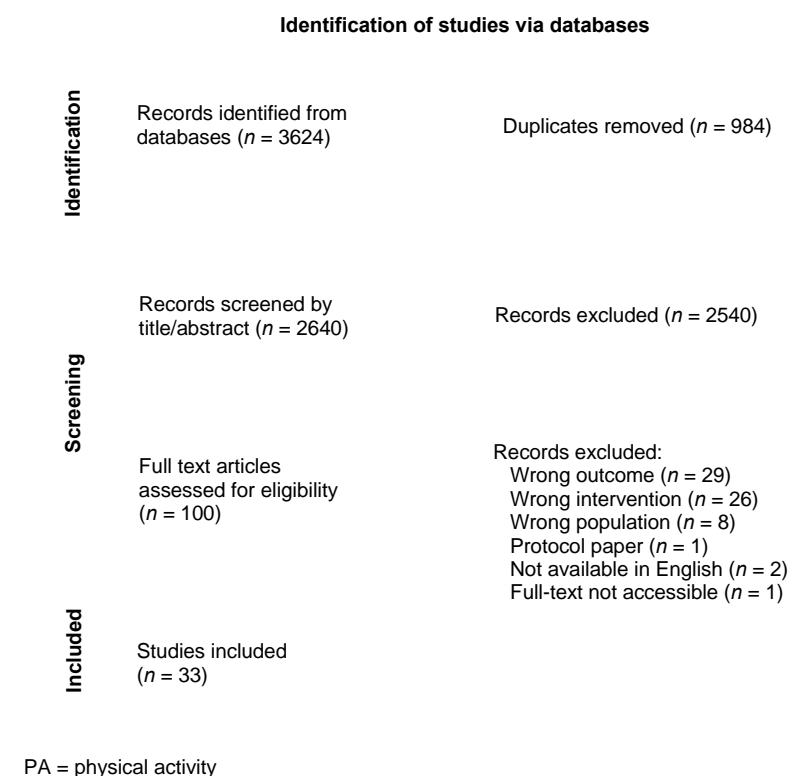 Identification of studies via databases
Identification
Records identified from
databases (n = 3624)
Duplicates removed (n = 984)
Screening
Records screened by
title/abstract (n = 2640)
Records excluded (n = 2540)
Full text articles
assessed for eligibility
(n = 100)
Records excluded:
Wrong outcome (n = 29)
Wrong intervention (n = 26)
Wrong population (n = 8)
Protocol paper (n = 1)
Not available in English (n = 2)
Full-text not accessible (n = 1)
Included
Studies included
(n = 33)
PA = physical activity